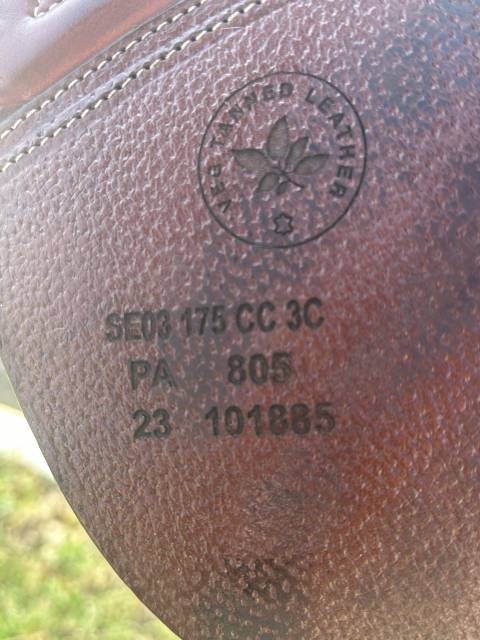 VEG TANNED LEATHER
SE03 175 CC 3C
PA 805
23 101885